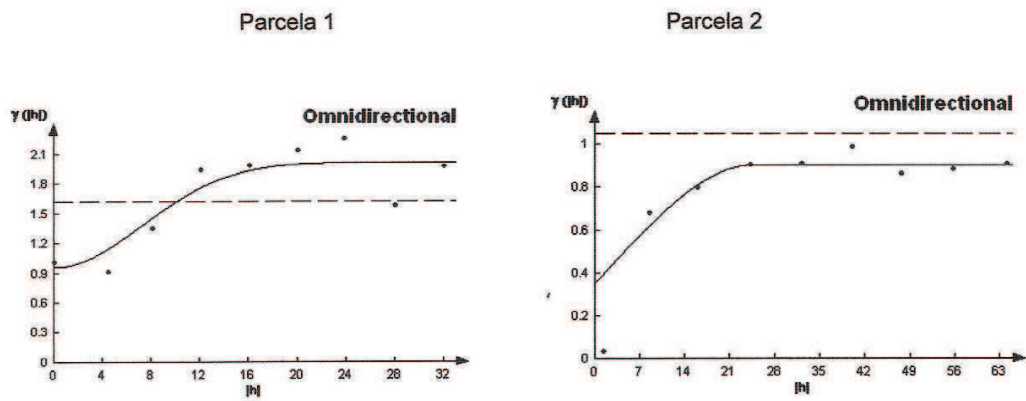 Parcela 1
Parcela 2
γ (|h|)
Omnidirectional
2.1
1.8
1.5
1.2
0.9
0.6
0.3
0
0 4 8 12 16 20 24 28 32
|h|
γ (|h|)
Omnidirectional
1
0.8
0.6
0.4
0.2
0
0 7 14 21 28 35 42 49 56 63
|h|